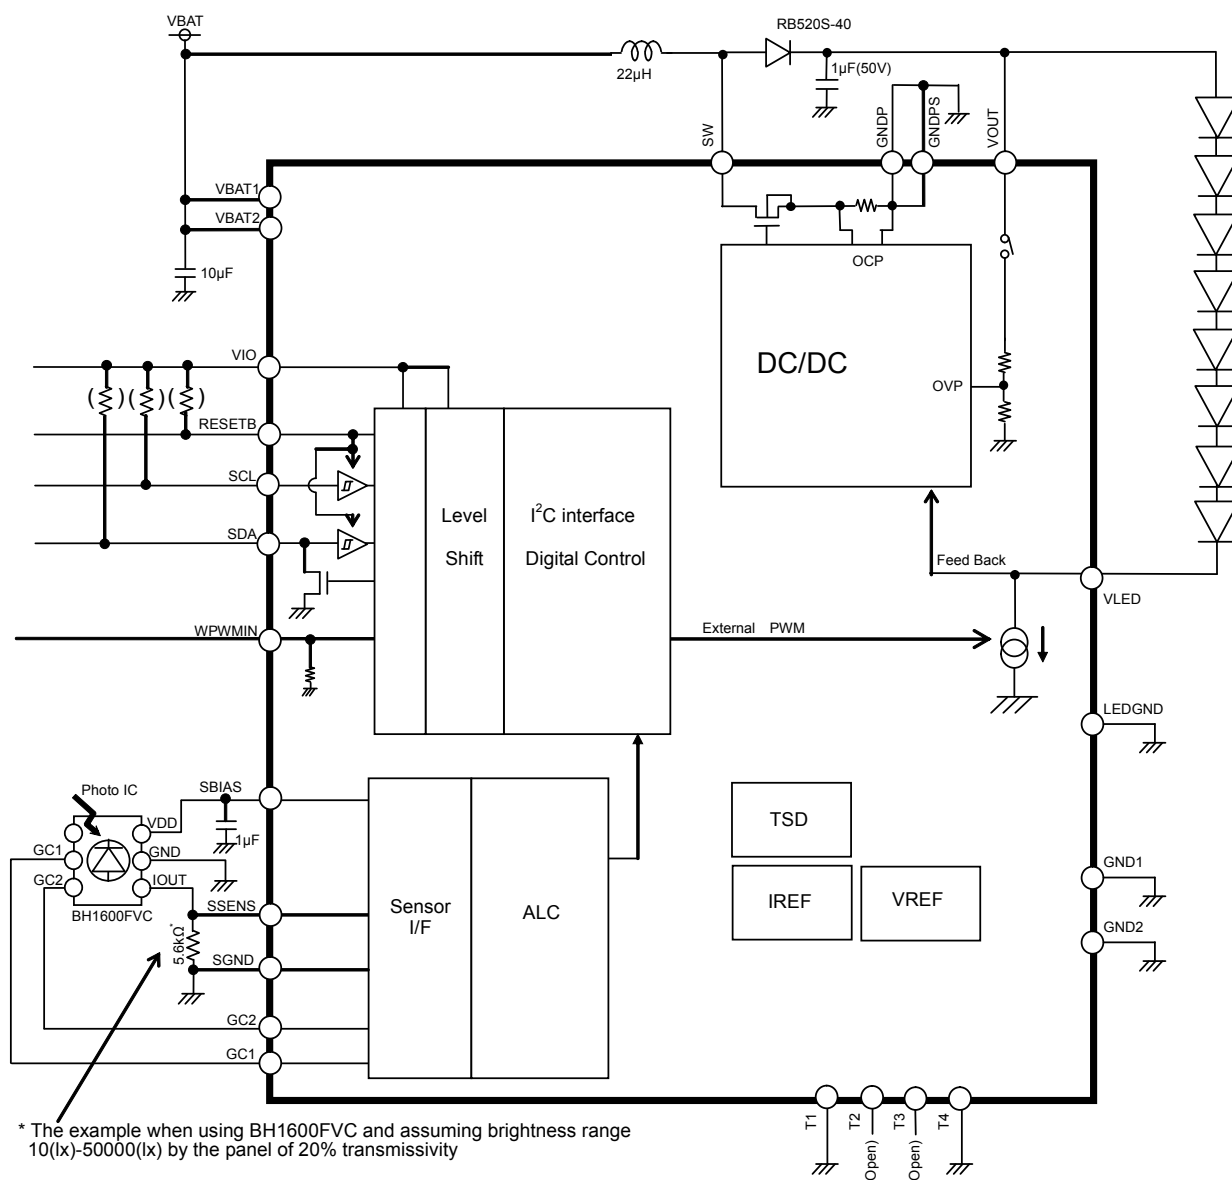 VBAT
RB520S-40
22µH
1µF(50V)
SW
GNDP
GNDPS
VOUT
VBAT1
VBAT2
10µF
OCP
DC/DC
OVP
VIO
( ) ( ) ( )
RESETB
SCL
SDA
Level
Shift
I²C interface
Digital Control
Feed Back
VLED
WPWMIN
External PWM
LEDGND
Photo IC
SBIAS
VDD
1µF
GC1
GND
GC2
IOUT
BH1600FVC
SSENS
5.6kΩ*
SGND
GC2
GC1
Sensor
I/F
ALC
TSD
IREF
VREF
GND1
GND2
T1
T2
T3
T4
Open)
Open)
* The example when using BH1600FVC and assuming brightness range
10(lx)-50000(lx) by the panel of 20% transmissivity